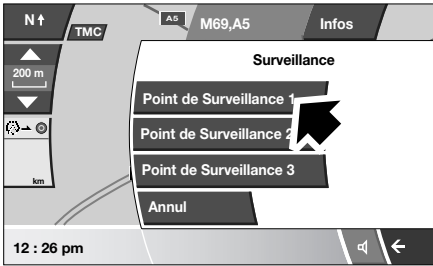 N
TMC
A5
M69,A5
Infos
200 m
km
Surveillance
Point de Surveillance 1
Point de Surveillance 2
Point de Surveillance 3
Annul
12 : 26 pm